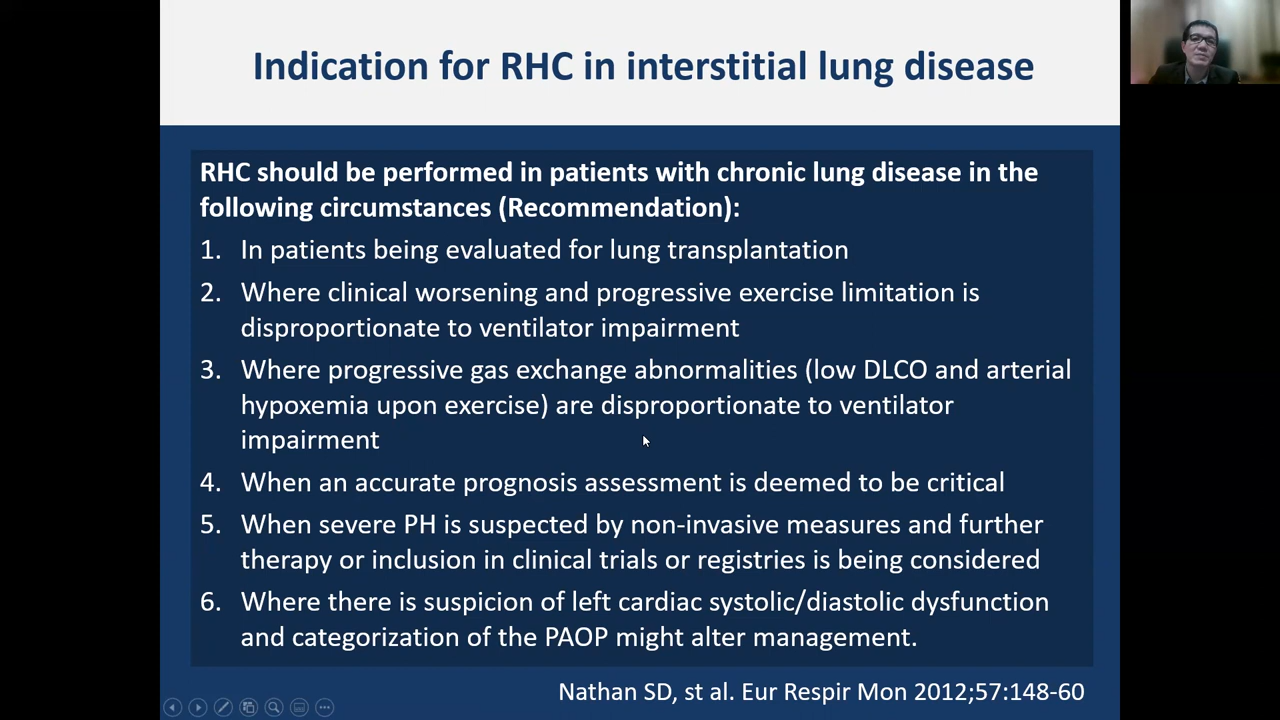 Indication for RHC in interstitial lung disease
RHC should be performed in patients with chronic lung disease in the
following circumstances (Recommendation):
1. In patients being evaluated for lung transplantation
2. Where clinical worsening and progressive exercise limitation is
disproportionate to ventilator impairment
3. Where progressive gas exchange abnormalities (low DLCO and arterial
hypoxemia upon exercise) are disproportionate to ventilator
impairment
4. When an accurate prognosis assessment is deemed to be critical
5. When severe PH is suspected by non-invasive measures and further
therapy or inclusion in clinical trials or registries is being considered
6. Where there is suspicion of left cardiac systolic/diastolic dysfunction
and categorization of the PAOP might alter management.
Nathan SD, st al. Eur Respir Mon 2012;57:148-60